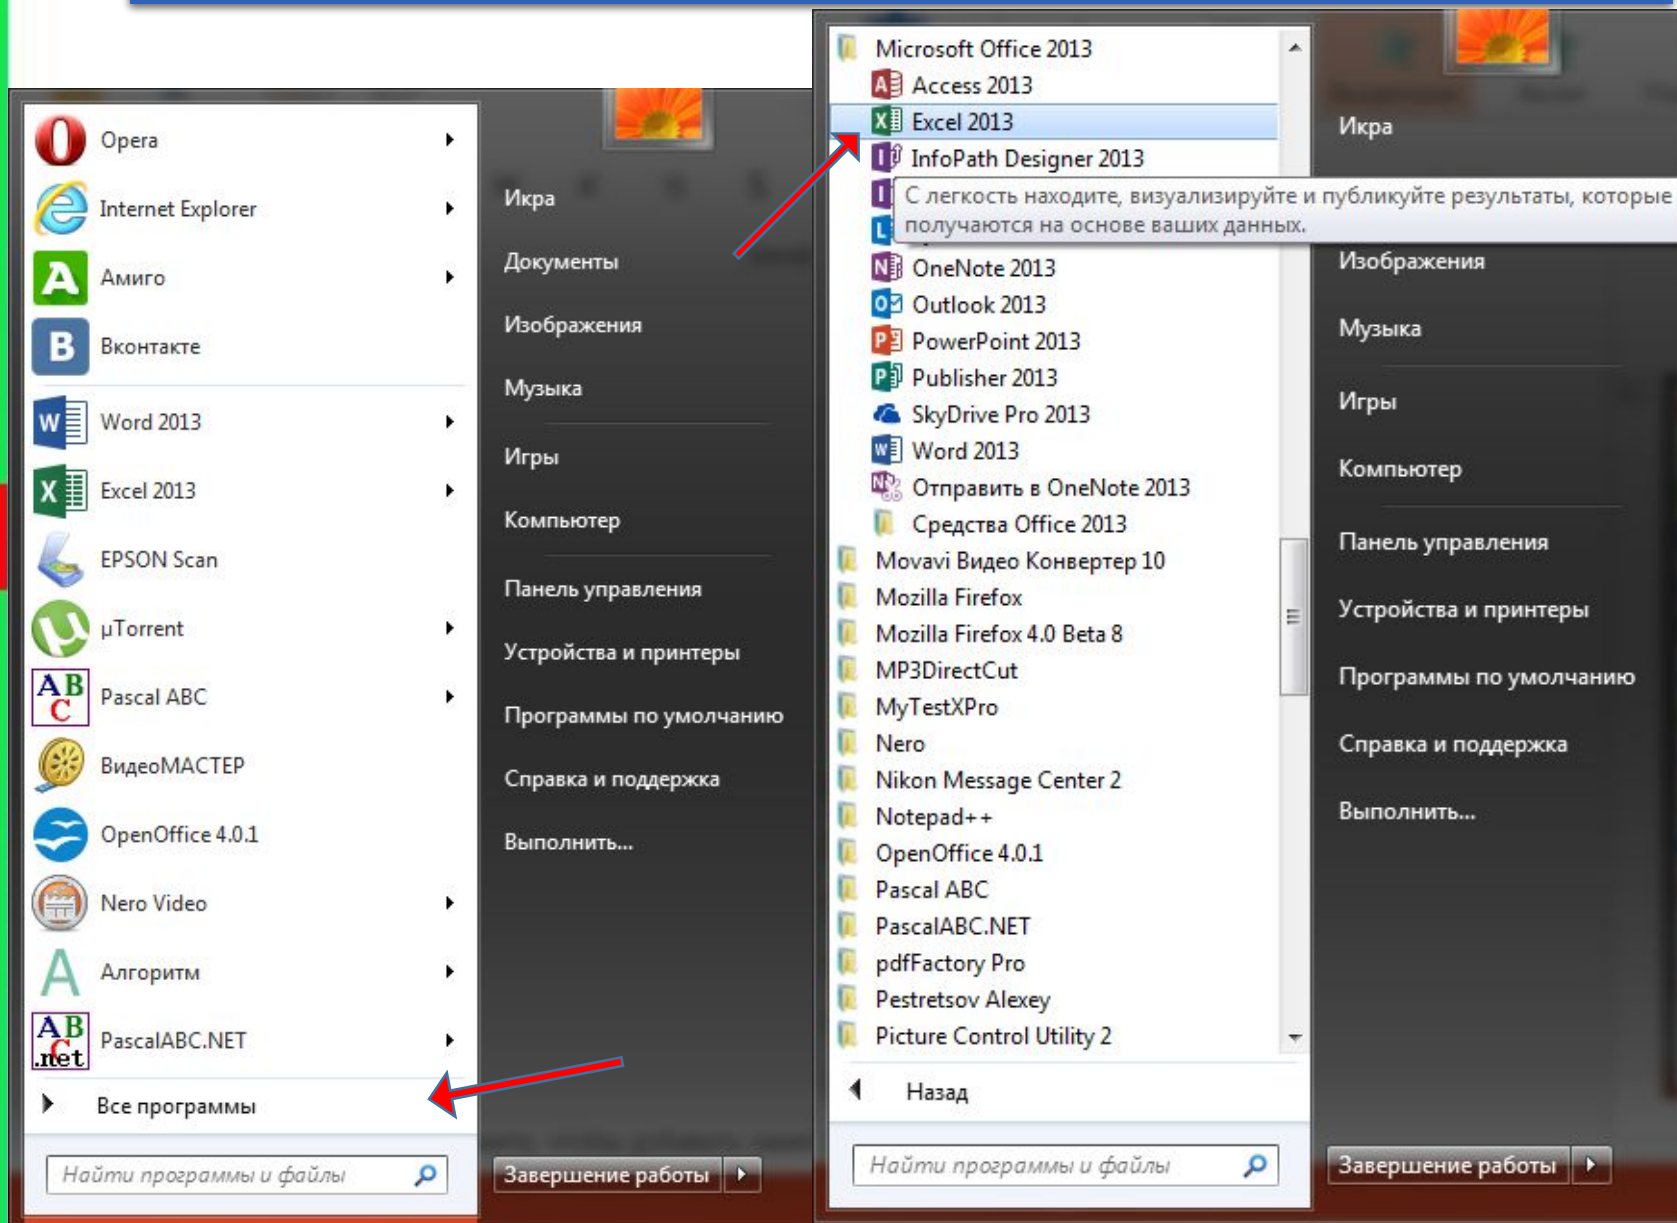 Opera
Internet Explorer
Амиго
Вконтакте
Word 2013
Excel 2013
EPSON Scan
µTorrent
Pascal ABC
ВидеоМАСТЕР
OpenOffice 4.0.1
Nero Video
Алгоритм
PascalABC.NET
Все программы
Найти программы и файлы
Икра
Документы
Изображения
Музыка
Игры
Компьютер
Панель управления
Устройства и принтеры
Программы по умолчанию
Справка и поддержка
Выполнить...
Завершение работы
Microsoft Office 2013
Access 2013
Excel 2013
InfoPath Designer 2013
С легкость находите, визуализируйте и публикуйте результаты, которые
получаются на основе ваших данных.
OneNote 2013
Outlook 2013
PowerPoint 2013
Publisher 2013
SkyDrive Pro 2013
Word 2013
Отправить в OneNote 2013
Средства Office 2013
Movavi Видео Конвертер 10
Mozilla Firefox
Mozilla Firefox 4.0 Beta 8
MP3DirectCut
MyTestXPro
Nero
Nikon Message Center 2
Notepad++
OpenOffice 4.0.1
Pascal ABC
PascalABC.NET
pdfFactory Pro
Pestretsov Alexey
Picture Control Utility 2
Назад
Найти программы и файлы
Икра
Изображения
Музыка
Игры
Компьютер
Панель управления
Устройства и принтеры
Программы по умолчанию
Справка и поддержка
Выполнить...
Завершение работы